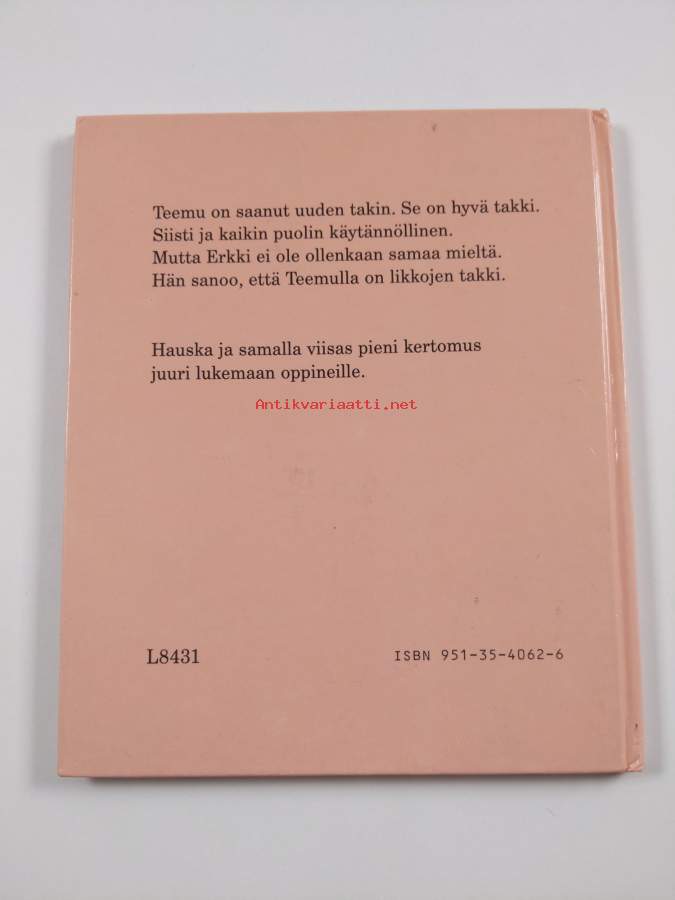 Teemu on saanut uuden takin. Se on hyvä takki.
Siisti ja kaikin puolin käytännöllinen.
Mutta Erkki ei ole ollenkaan samaa mieltä.
Hän sanoo, että Teemulla on likkojen takki.
Hauska ja samalla viisas pieni kertomus
juuri lukemaan oppineille.
Antikvariaatti.net
L8431
ISBN 951-35-4062-6